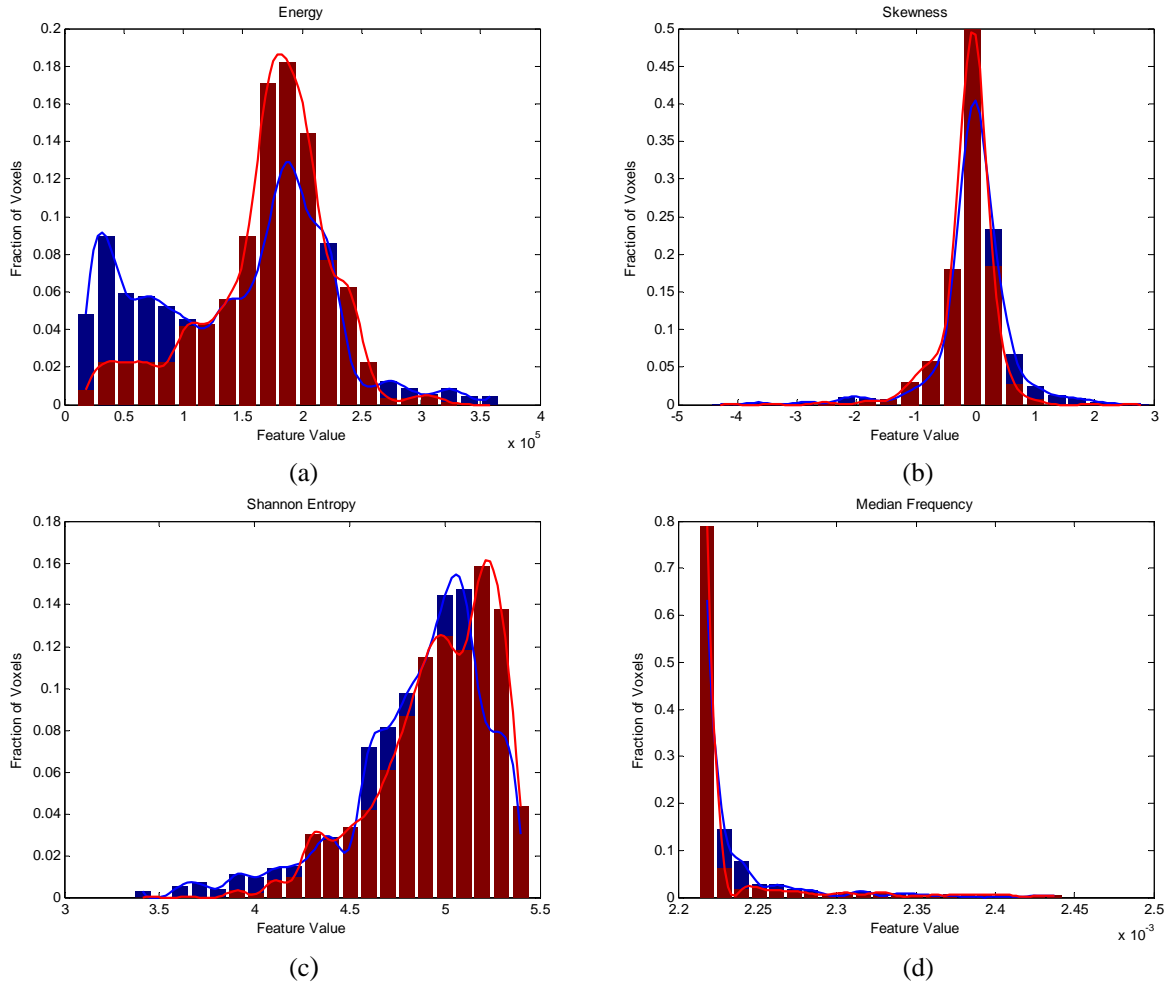 Energy
0.2
0.18
0.16
0.14
0.12
0.1
0.08
0.06
0.04
0.02
0
Fraction of Voxels
0 0.5 1 1.5 2 2.5 3 3.5 4
Feature Value
x 10^5
(a)
Skewness
0.5
0.45
0.4
0.35
0.3
0.25
0.2
0.15
0.1
0.05
0
Fraction of Voxels
-5 -4 -3 -2 -1 0 1 2 3
Feature Value
(b)
Shannon Entropy
0.18
0.16
0.14
0.12
0.1
0.08
0.06
0.04
0.02
0
Fraction of Voxels
3 3.5 4 4.5 5 5.5
Feature Value
(c)
Median Frequency
0.8
0.7
0.6
0.5
0.4
0.3
0.2
0.1
0
Fraction of Voxels
2.2 2.25 2.3 2.35 2.4 2.45 2.5
Feature Value
x 10^-3
(d)